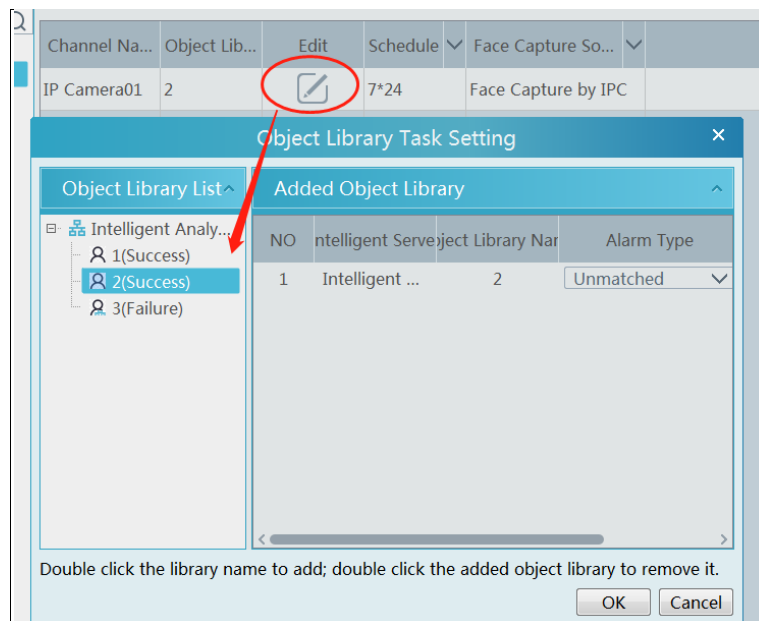 Channel Na... Object Lib... Edit Schedule Face Capture So...
IP Camera01 2 7*24 Face Capture by IPC
Object Library Task Setting
Object Library List Added Object Library
Intelligent Analy...
1(Success)
2(Success)
3(Failure)
NO ntelligent Serve bject Library Nar Alarm Type
1 Intelligent ... 2 Unmatched
Double click the library name to add; double click the added object library to remove it.
OK Cancel